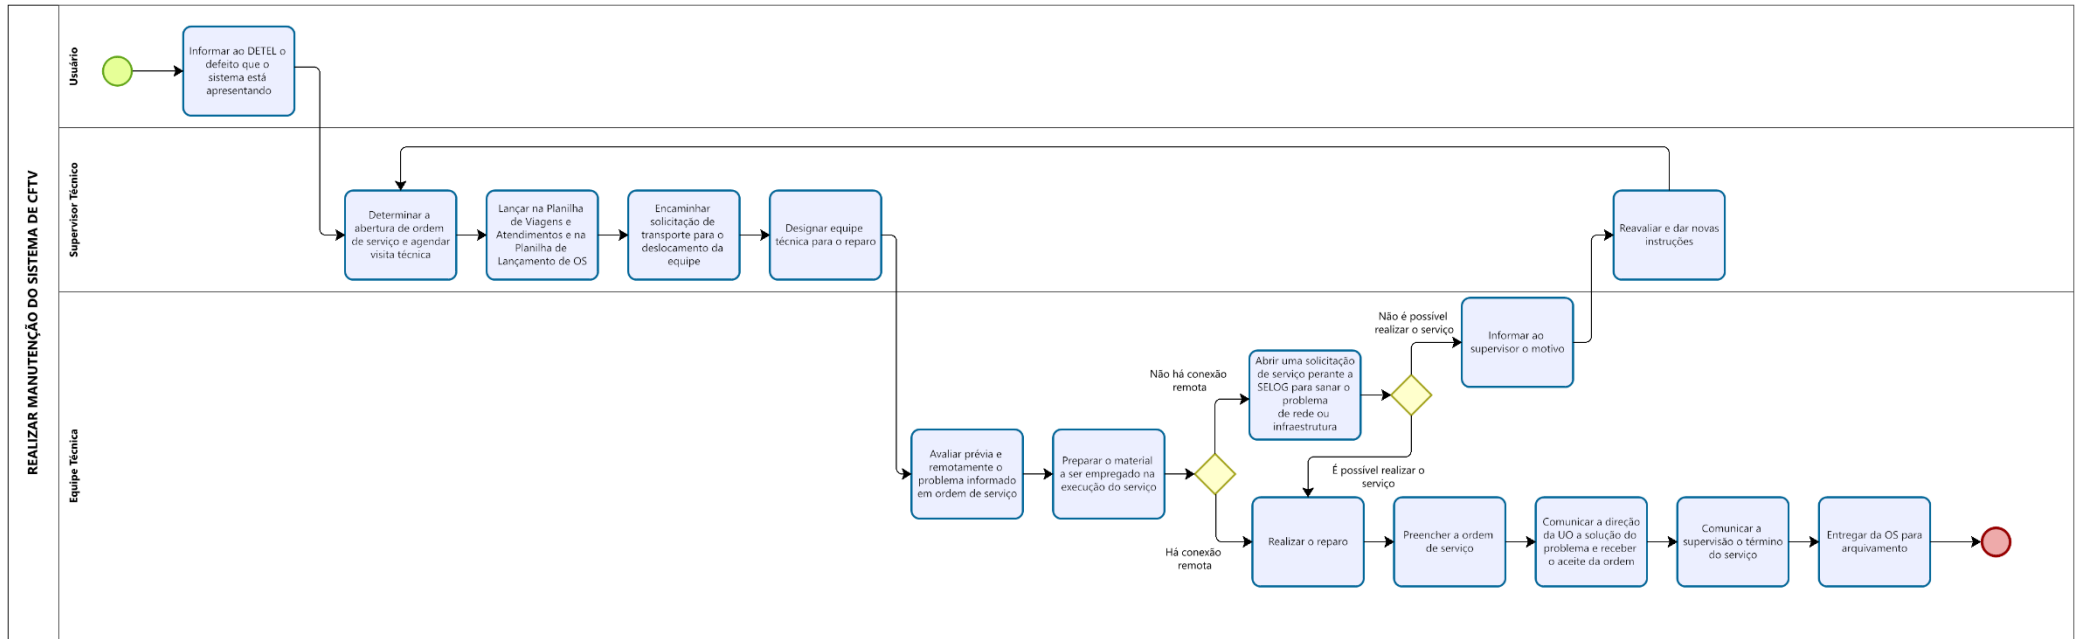 REALIZAR MANUTENÇÃO DO SISTEMA DE CFTV
Usuário
Informar ao DETEL o
defeito que o
sistema está
apresentando
Supervisor Técnico
Determinar a
abertura de ordem
de serviço e agendar
visita técnica
Lançar na Planilha
de Viagens e
Atendimentos e na
Planilha de
Lançamento de OS
Encaminhar
solicitação de
transporte para o
deslocamento da
equipe
Designar equipe
técnica para o reparo
Reavaliar e dar novas
instruções
Equipe Técnica
Avaliar prévia e
remotamente o
problema informado
em ordem de serviço
Preparar o material
a ser empregado na
execução do serviço
Não há conexão
remota
Há conexão
remota
Abrir uma solicitação
de serviço perante a
SELOG para sanar o
problema
de rede ou
infraestrutura
Não é possível
realizar o serviço
É possível realizar o
serviço
Informar ao
supervisor o motivo
Realizar o reparo
Preencher a ordem
de serviço
Comunicar a direção
da UO a solução do
problema e receber
o aceite da ordem
Comunicar a
supervisão o término
do serviço
Entregar da OS para
arquivamento